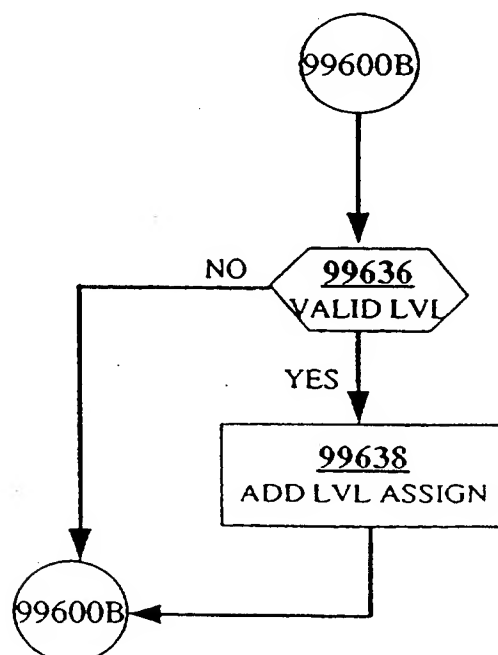 99600B
99636
VALID LVL
NO
YES
99638
ADD LVL ASSIGN
99600B